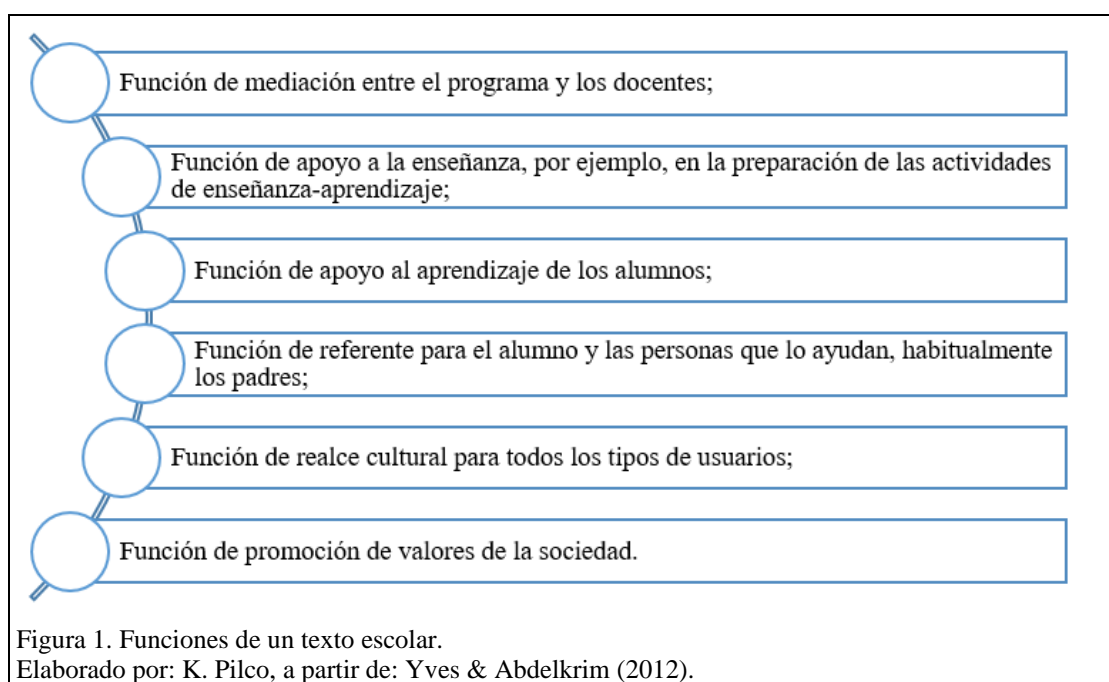 Función de mediación entre el programa y los docentes;
Función de apoyo a la enseñanza, por ejemplo, en la preparación de las actividades
de enseñanza-aprendizaje;
Función de apoyo al aprendizaje de los alumnos;
Función de referente para el alumno y las personas que lo ayudan, habitualmente
los padres;
Función de realce cultural para todos los tipos de usuarios;
Función de promoción de valores de la sociedad.
Figura 1. Funciones de un texto escolar.
Elaborado por: K. Pilco, a partir de: Yves & Abdelkrim (2012).